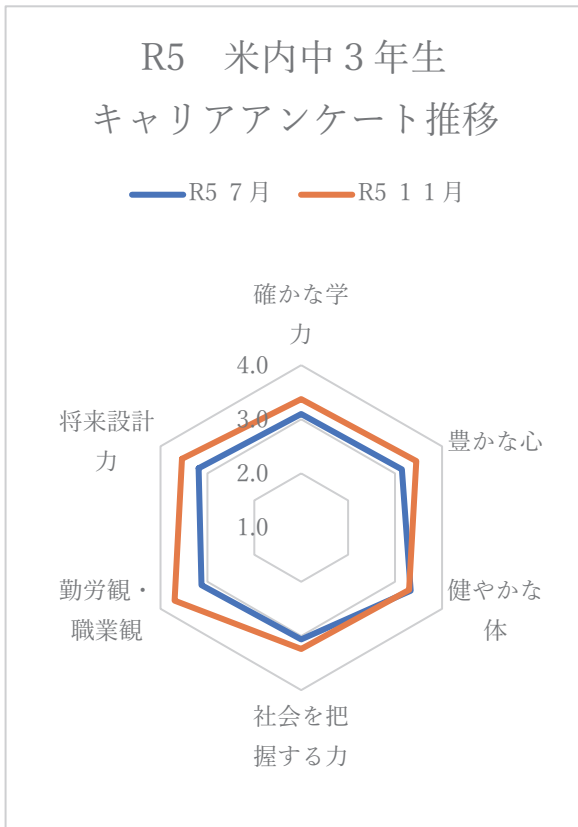 R5　米内中３年生
キャリアアンケート推移
R5 ７月　R5 １１月
確かな学
力
4.0
3.0
2.0
1.0
豊かな心
健やかな
体
社会を把
握する力
勤労観・
職業観
将来設計
力